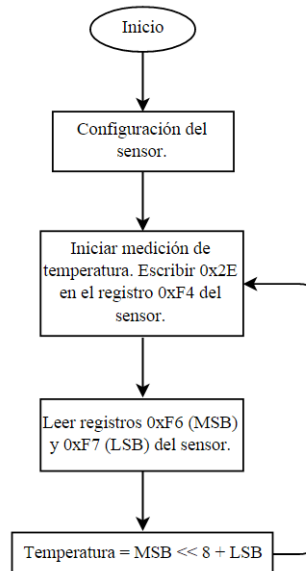 Inicio
Configuración del
sensor.
Iniciar medición de
temperatura. Escribir 0x2E
en el registro 0xF4 del
sensor.
Leer registros 0xF6 (MSB)
y 0xF7 (LSB) del sensor.
Temperatura = MSB << 8 + LSB